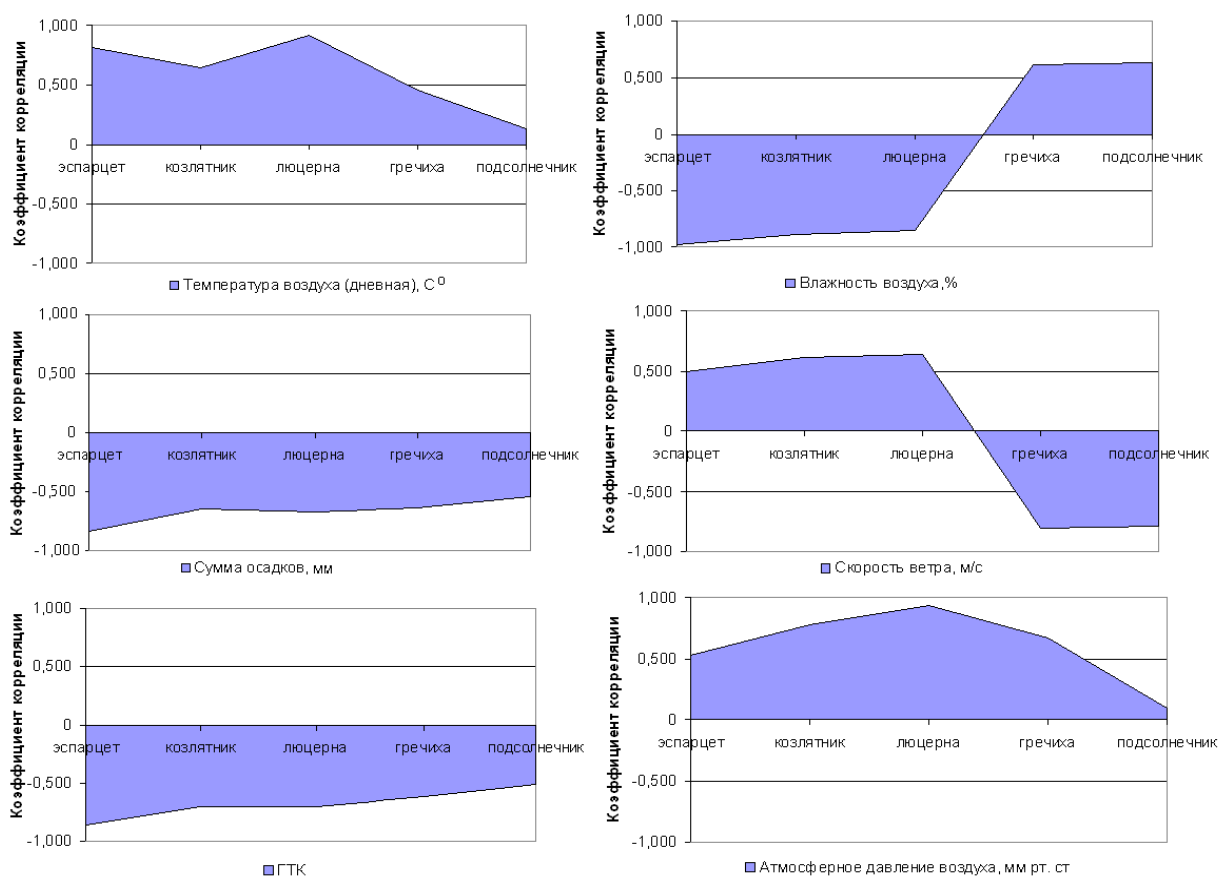 Коэффициент корреляции
1,000
0,500
0
-0,500
-1,000
эспарцет козлятник люцерна гречиха подсолнечник
Температура воздуха (дневная), С⁰
Коэффициент корреляции
1,000
0,500
0
-0,500
-1,000
эспарцет козлятник люцерна гречиха подсолнечник
Влажность воздуха,%
Коэффициент корреляции
1,000
0,500
0
-0,500
-1,000
эспарцет козлятник люцерна гречиха подсолнечник
Сумма осадков, мм
Коэффициент корреляции
1,000
0,500
0
-0,500
-1,000
эспарцет козлятник люцерна гречиха подсолнечник
Скорость ветра, м/с
Коэффициент корреляции
1,000
0,500
0
-0,500
-1,000
эспарцет козлятник люцерна гречиха подсолнечник
ГТК
Коэффициент корреляции
1,000
0,500
0
-0,500
-1,000
эспарцет козлятник люцерна гречиха подсолнечник
Атмосферное давление воздуха, мм рт. ст